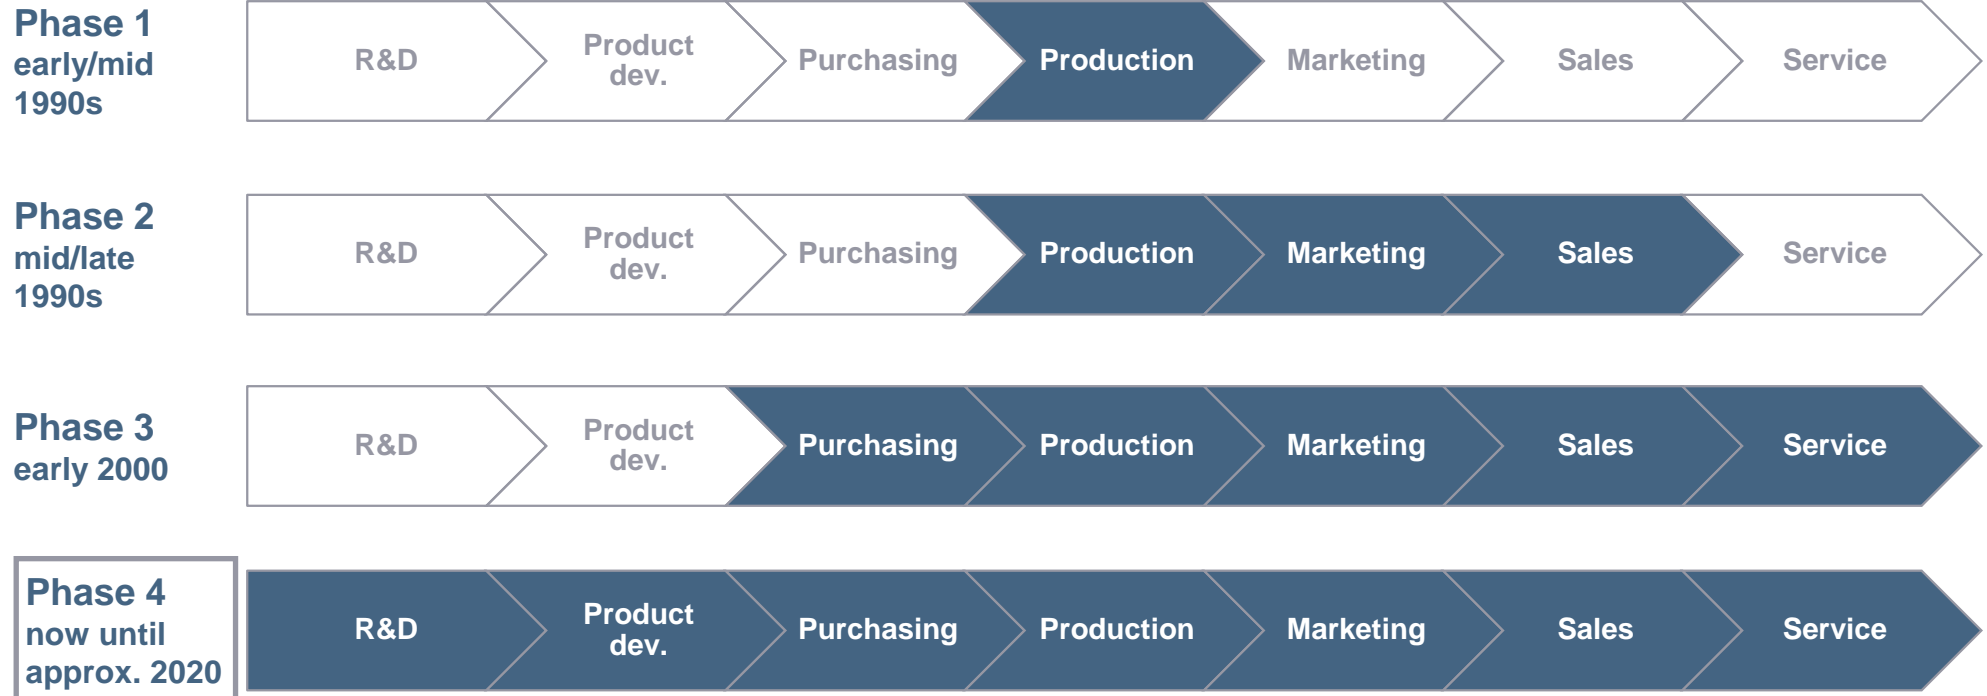 Phase 1
early/mid
1990s
R&D
Product
dev.
Purchasing
Production
Marketing
Sales
Service
Phase 2
mid/late
1990s
R&D
Product
dev.
Purchasing
Production
Marketing
Sales
Service
Phase 3
early 2000
R&D
Product
dev.
Purchasing
Production
Marketing
Sales
Service
Phase 4
now until
approx. 2020
R&D
Product
dev.
Purchasing
Production
Marketing
Sales
Service